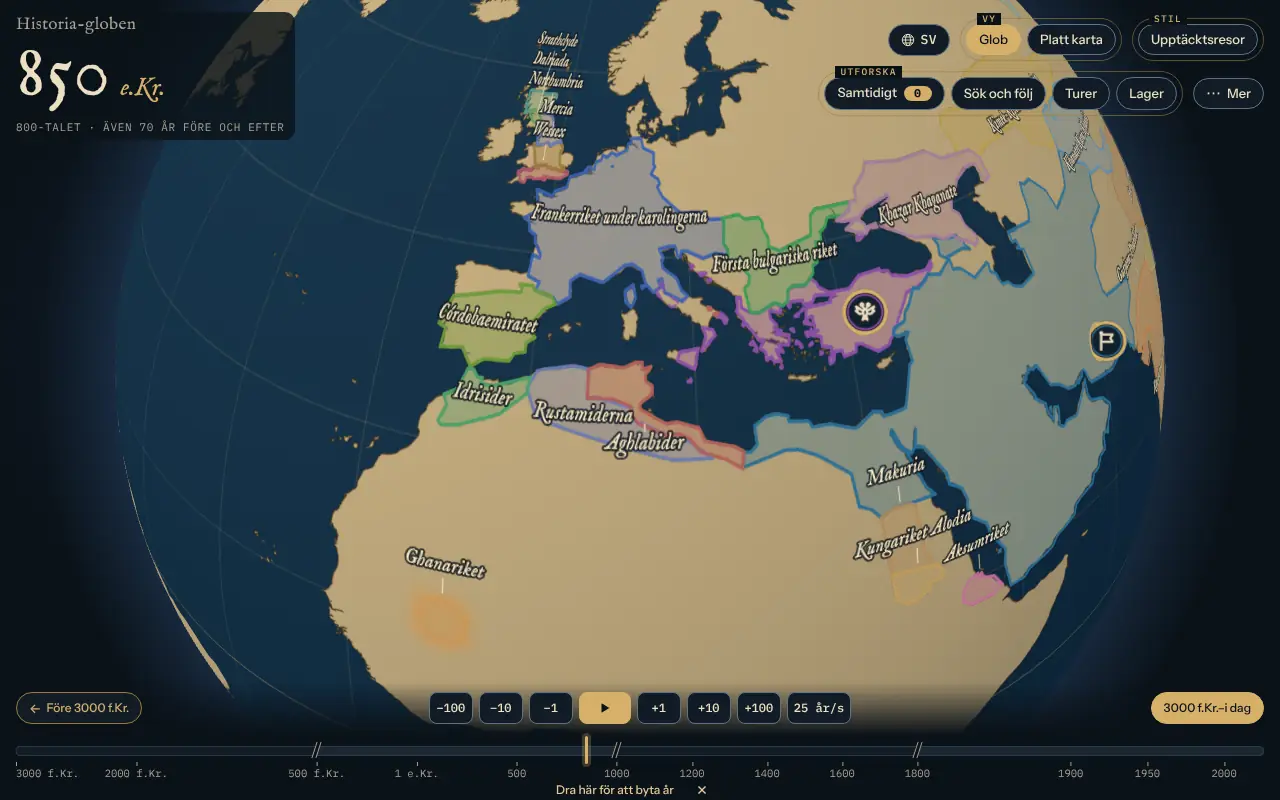 Historia-globen
850 e.Kr.
800-TALET · ÄVEN 70 ÅR FÖRE OCH EFTER
SV
VY
Glob
Platt karta
STIL
Upptäcktsresor
UTFORSKA
Samtidigt 0
Sök och följ
Turer
Lager
··· Mer
Strathclyde
Dalriada
Northumbria
Mercia
Wessex
Frankerriket under karolingerna
Khazar Khaganate
Första bulgariska riket
Córdobaemiratet
Idrisider
Rustamiderna
Aghlabider
Makuria
Kungariket Alodia
Aksumriket
Ghanariket
← Före 3000 f.Kr.
−100
−10
−1
+1
+10
+100
25 år/s
3000 f.Kr.–i dag
3000 f.Kr.
2000 f.Kr.
500 f.Kr.
1 e.Kr.
500
1000
1200
1400
1600
1800
1900
1950
2000
Dra här för att byta år ✕